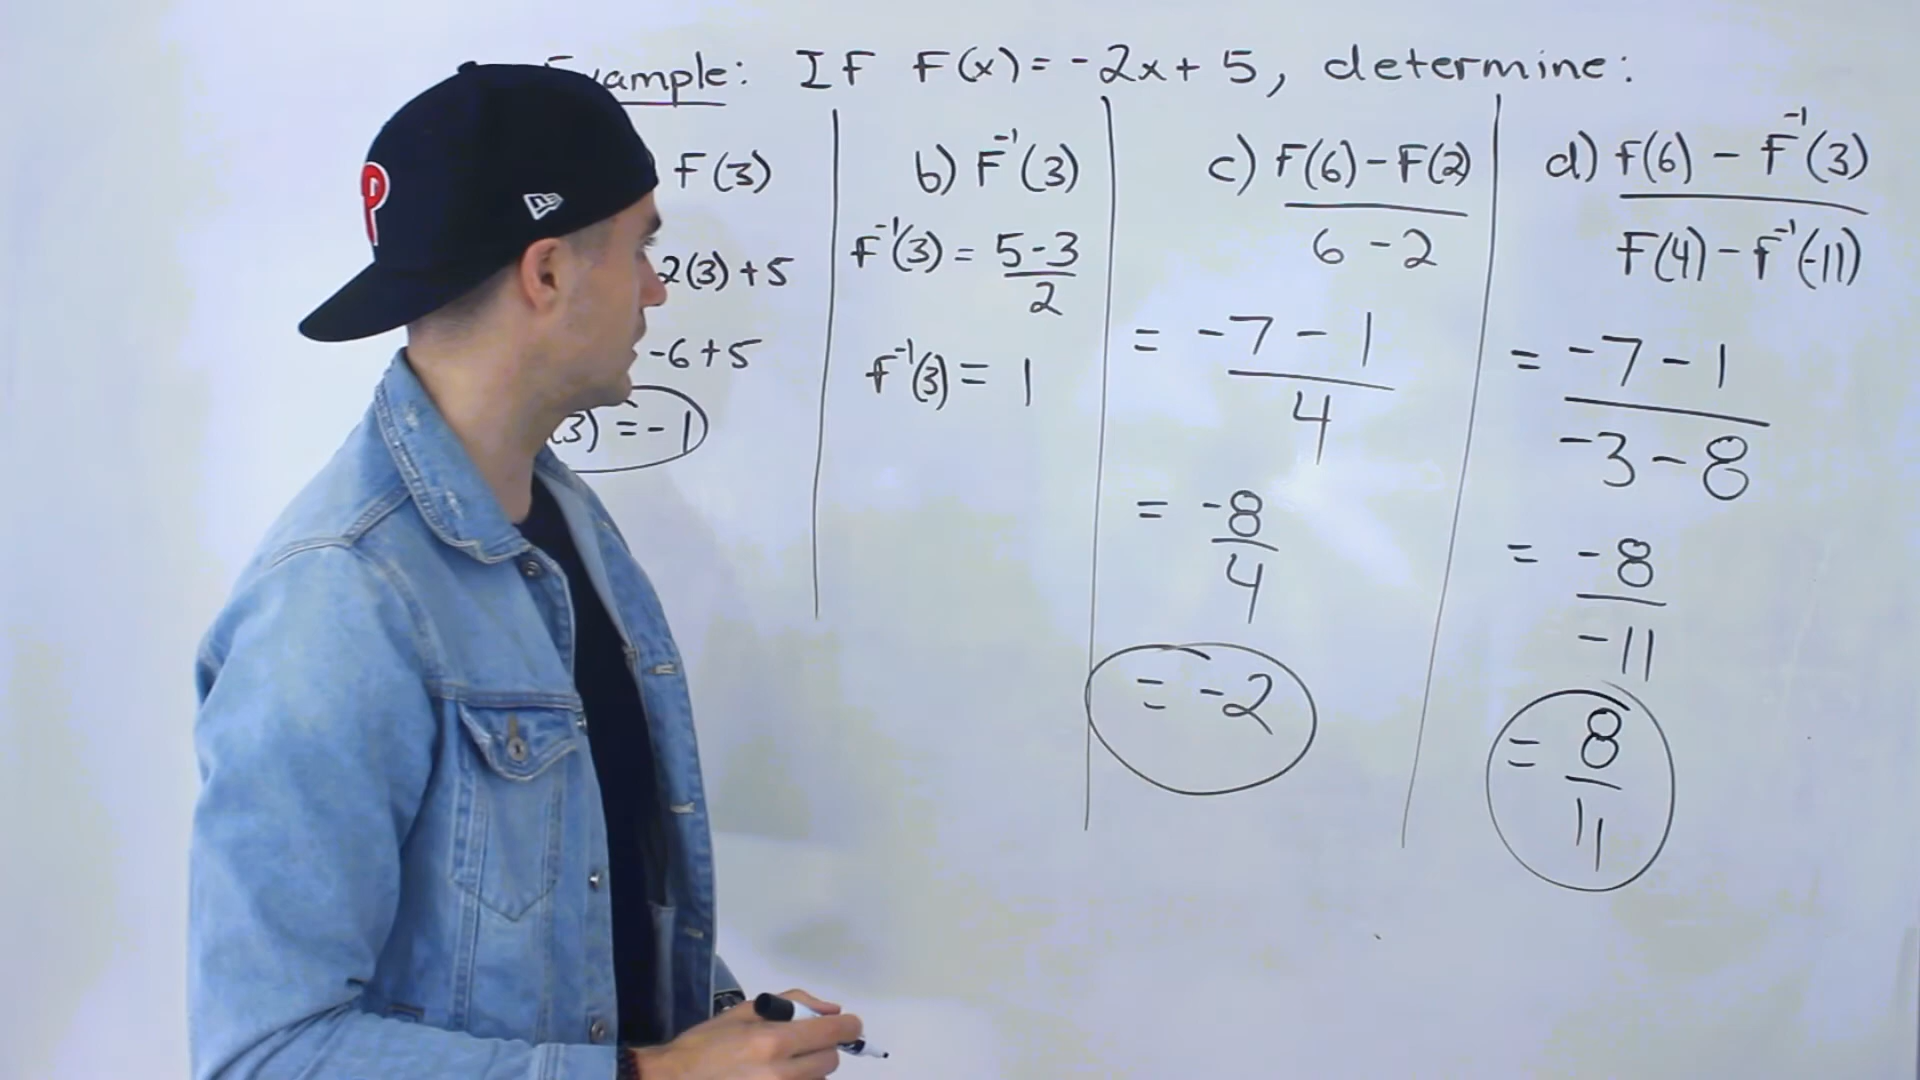 Example: IF F(x) = -2x + 5, determine:
F(3)
2(3) + 5
-6 + 5
(3) = -1
b) F⁻¹(3)
F⁻¹(3) = 5-3
2
F⁻¹(3) = 1
c) F(6) - F(2)
6 - 2
= -7 - 1
4
= -8
4
= -2
d) F(6) - F⁻¹(3)
F(4) - F⁻¹(-11)
= -7 - 1
-3 - 8
= -8
-11
= 8
11
P